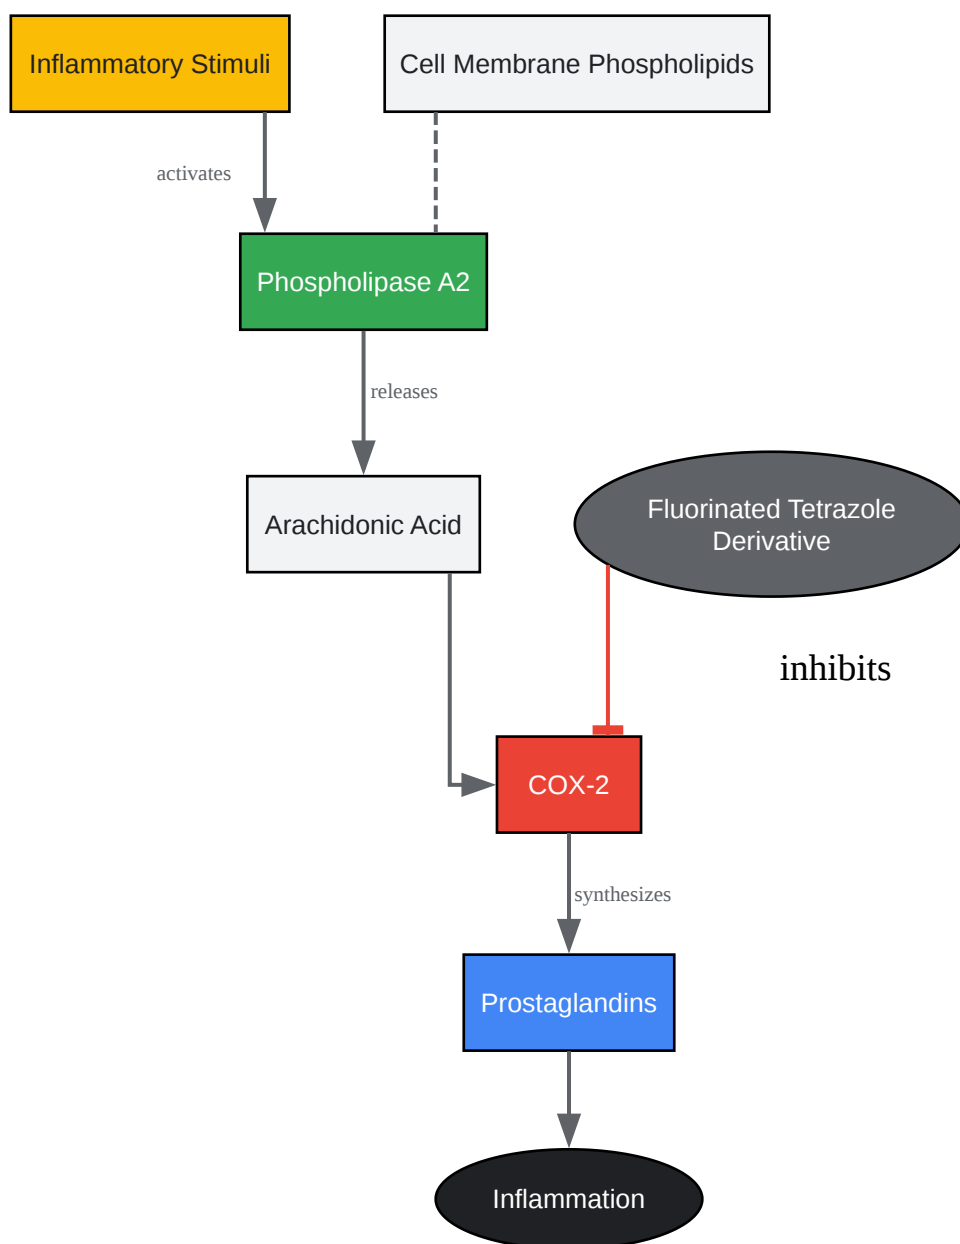 Inflammatory Stimuli
Cell Membrane Phospholipids
activates
Phospholipase A2
releases
Arachidonic Acid
Fluorinated Tetrazole
Derivative
inhibits
COX-2
synthesizes
Prostaglandins
Inflammation